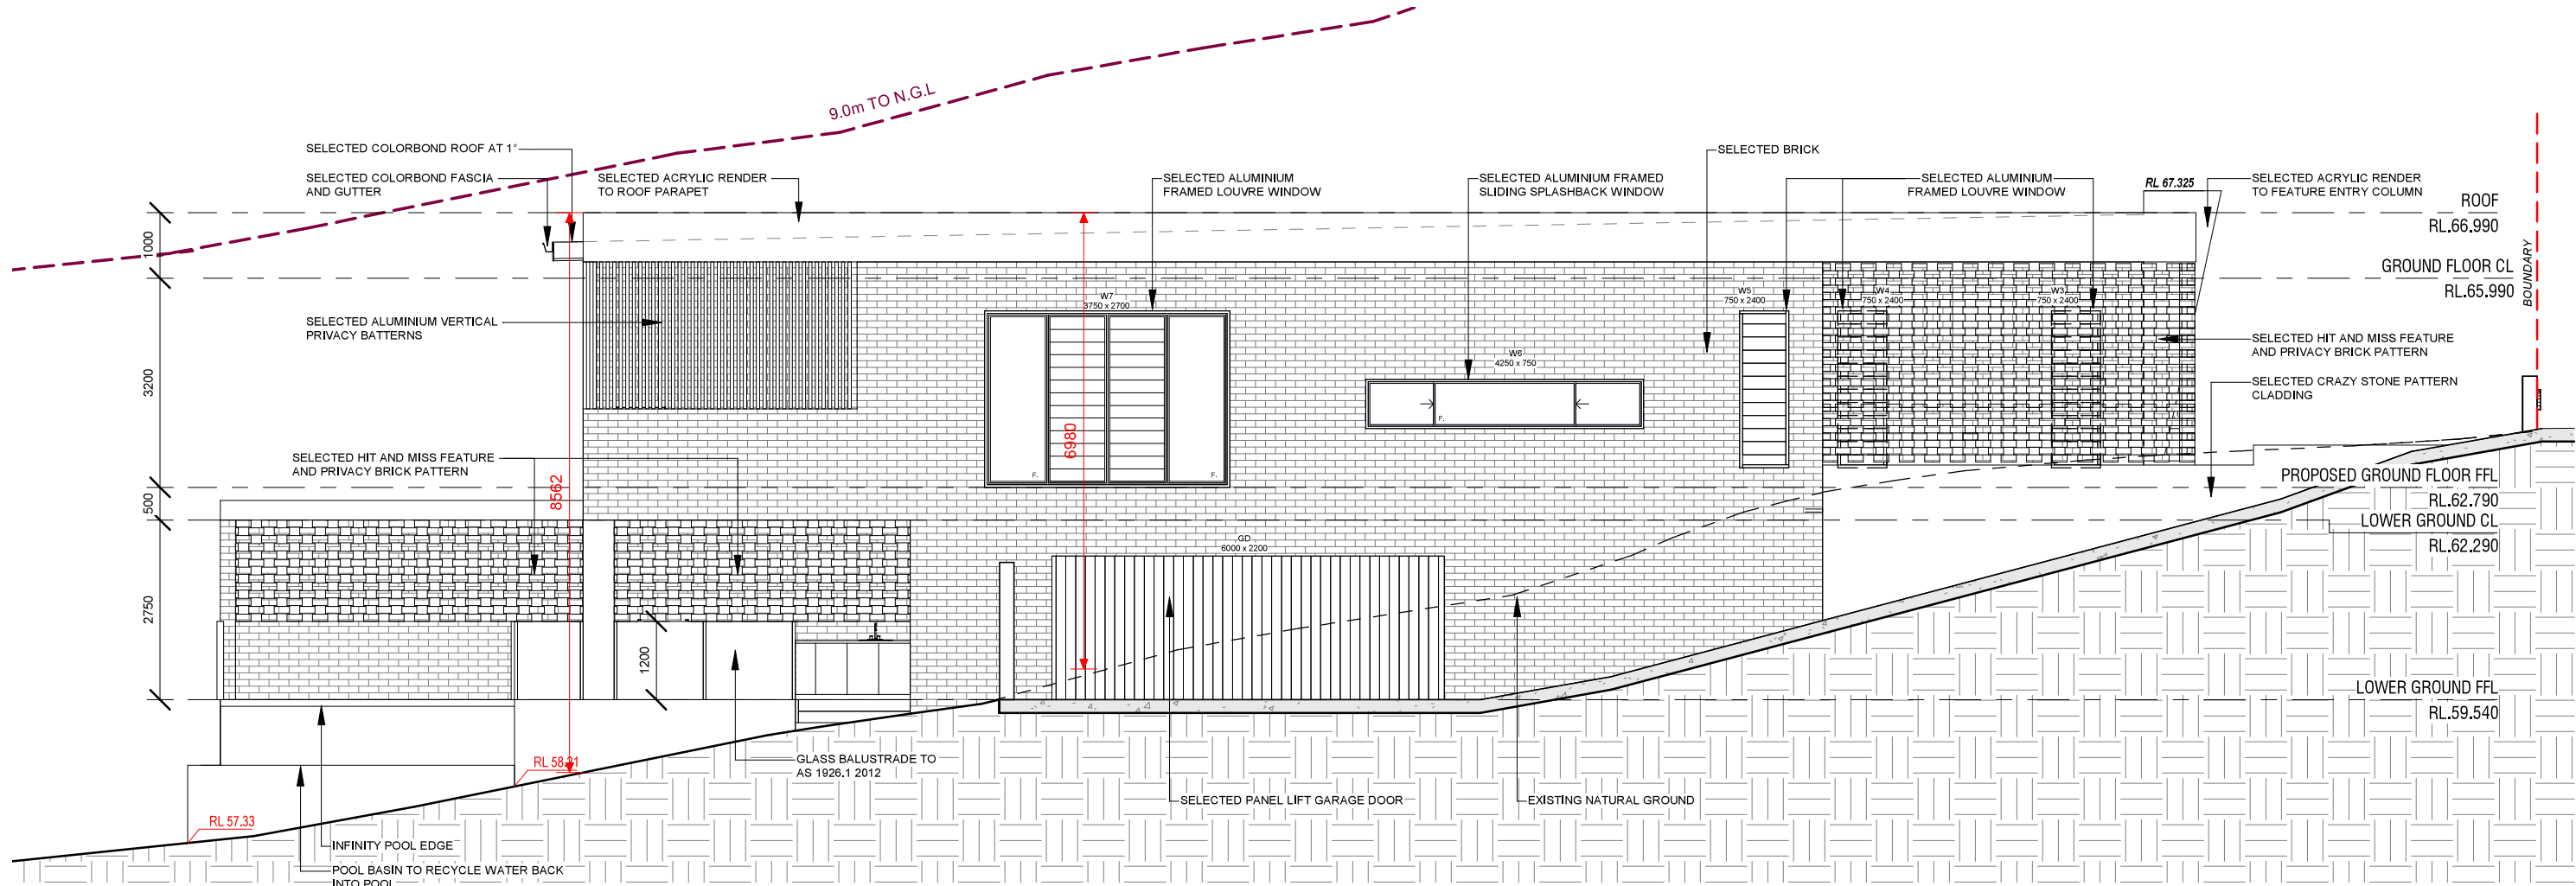 9.0m TO N.G.L
SELECTED COLORBOND ROOF AT 1°
SELECTED COLORBOND FASCIA
AND GUTTER
SELECTED ACRYLIC RENDER
TO ROOF PARAPET
SELECTED ALUMINIUM
FRAMED LOUVRE WINDOW
SELECTED ALUMINIUM FRAMED
SLIDING SPLASHBACK WINDOW
SELECTED BRICK
SELECTED ALUMINIUM
FRAMED LOUVRE WINDOW
RL 67.325
SELECTED ACRYLIC RENDER
TO FEATURE ENTRY COLUMN
ROOF
RL.66.990
BOUNDARY
GROUND FLOOR CL
RL.65.990
1000
3200
500
2750
SELECTED ALUMINIUM VERTICAL
PRIVACY BATTERNS
W7
3750 x 2700
W6
4250 x 750
W5
750 x 2400
W4
750 x 2400
W3
750 x 2400
F.
F.
F.
SELECTED HIT AND MISS FEATURE
AND PRIVACY BRICK PATTERN
SELECTED CRAZY STONE PATTERN
CLADDING
SELECTED HIT AND MISS FEATURE
AND PRIVACY BRICK PATTERN
8562
6980
PROPOSED GROUND FLOOR FFL
RL.62.790
LOWER GROUND CL
RL.62.290
GD
6000 x 2200
1200
LOWER GROUND FFL
RL.59.540
RL 58.21
GLASS BALUSTRADE TO
AS 1926.1 2012
SELECTED PANEL LIFT GARAGE DOOR
EXISTING NATURAL GROUND
RL 57.33
INFINITY POOL EDGE
POOL BASIN TO RECYCLE WATER BACK
INTO POOL